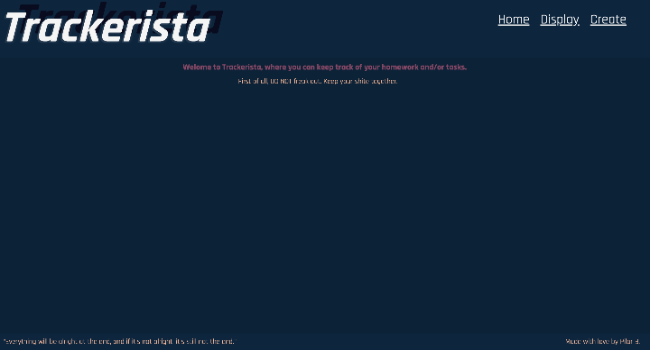 Trackerista
Home Display Create
Welcome to Trackerista, where you can keep track of your homework and/or tasks.
First of all, DO NOT freak out. Keep your shite together.
"Everything will be alright at the end, and if it's not alright, it's still not the end.
Made with love by Pilar B.